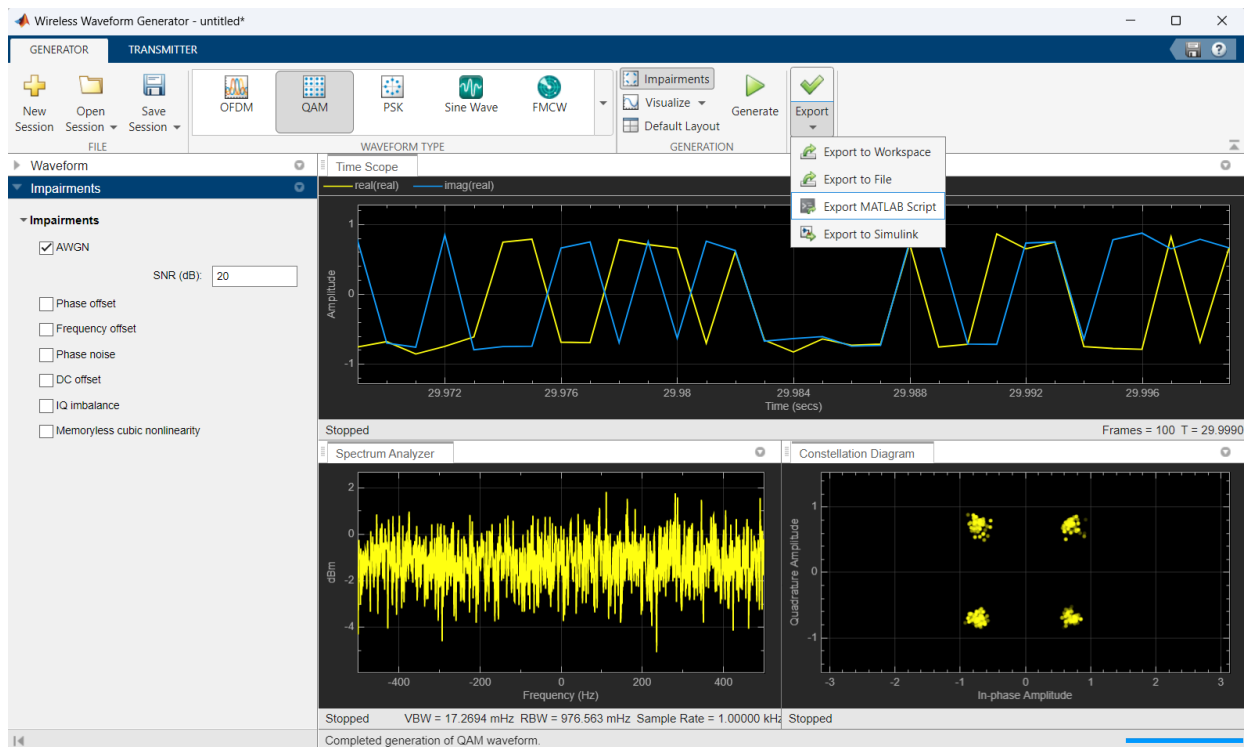 Wireless Waveform Generator - untitled*
GENERATOR TRANSMITTER
New Session
Open Session
Save Session
FILE
OFDM
QAM
PSK
Sine Wave
FMCW
WAVEFORM TYPE
Impairments
Visualize
Default Layout
Generate
GENERATION
Export
Export to Workspace
Export to File
Export MATLAB Script
Export to Simulink
Waveform
Impairments
Impairments
AWGN
SNR (dB): 20
Phase offset
Frequency offset
Phase noise
DC offset
IQ imbalance
Memoryless cubic nonlinearity
Time Scope
real(real) imag(real)
1
0
-1
Amplitude
29.972 29.976 29.98 29.984 29.988 29.992 29.996
Time (secs)
Stopped Frames = 100 T = 29.9990
Spectrum Analyzer
2
0
-2
-4
dBm
-400 -200 0 200 400
Frequency (Hz)
Stopped VBW = 17.2694 mHz RBW = 976.563 mHz Sample Rate = 1.00000 kHz
Constellation Diagram
1
0
-1
Quadrature Amplitude
-3 -2 -1 0 1 2 3
In-phase Amplitude
Stopped
Completed generation of QAM waveform.